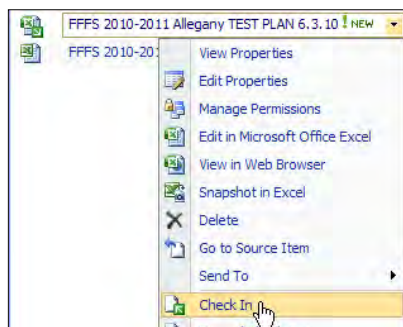 FFFS 2010-2011 Allegany TEST PLAN 6.3.10 ! NEW
FFFS 2010-201
View Properties
Edit Properties
Manage Permissions
Edit in Microsoft Office Excel
View in Web Browser
Snapshot in Excel
Delete
Go to Source Item
Send To
Check In